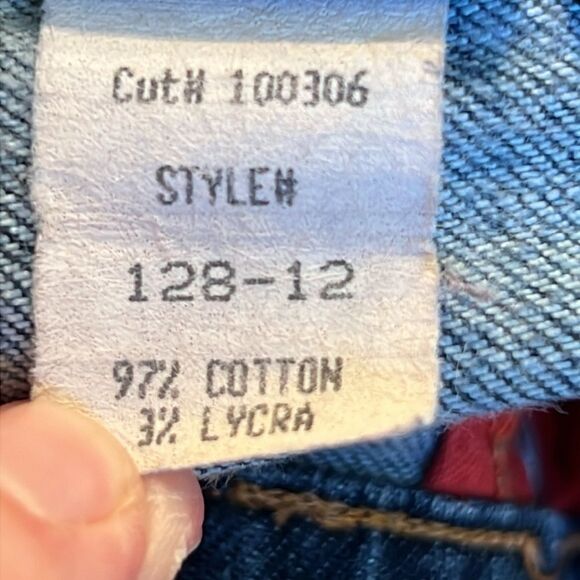 Cut# 100306
STYLE#
128-12
97% COTTON
3% LYCRA